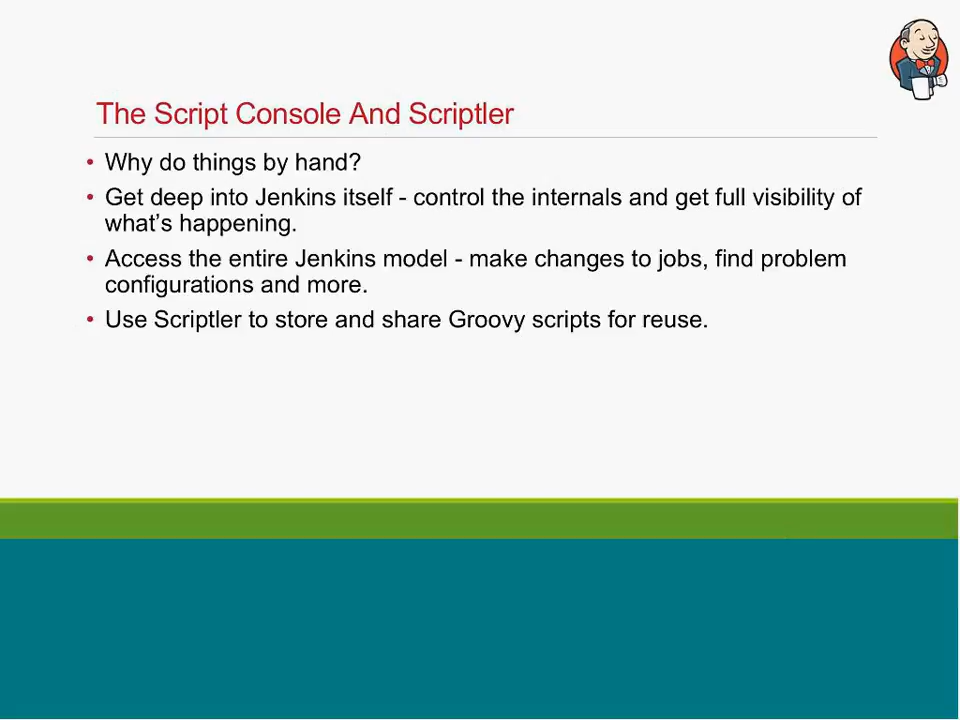 The Script Console And Scriptler
• Why do things by hand?
• Get deep into Jenkins itself - control the internals and get full visibility of
what's happening.
• Access the entire Jenkins model - make changes to jobs, find problem
configurations and more.
• Use Scriptler to store and share Groovy scripts for reuse.